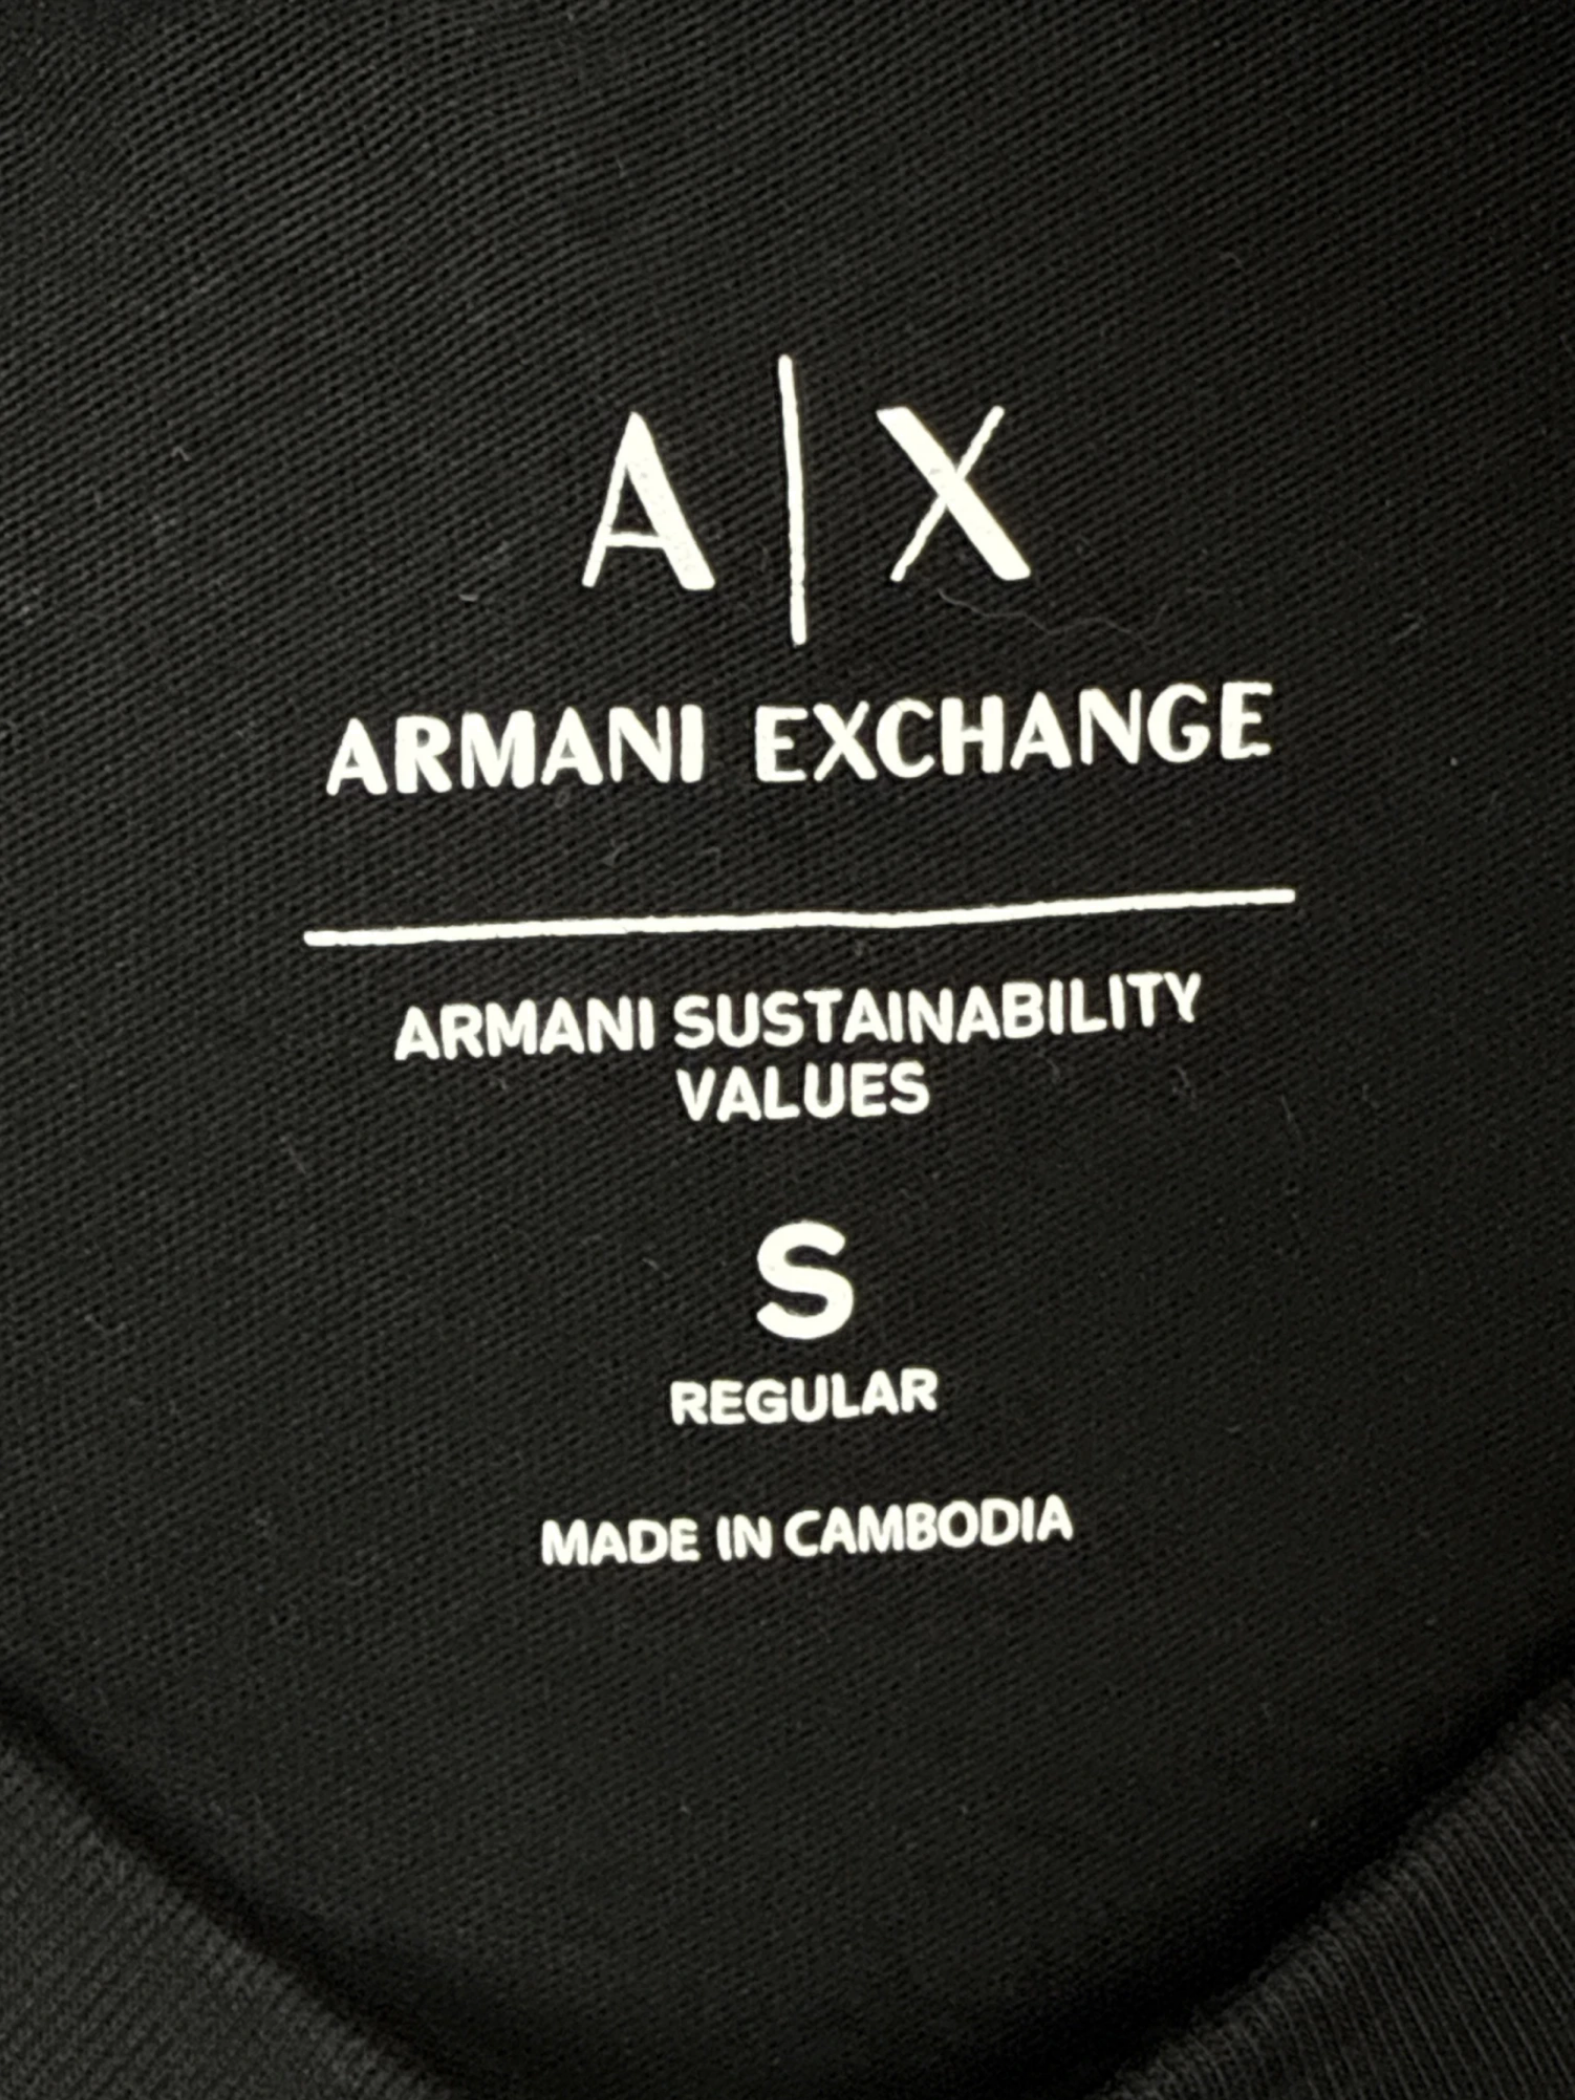 A|X
ARMANI EXCHANGE
ARMANI SUSTAINABILITY
VALUES
S
REGULAR
MADE IN CAMBODIA